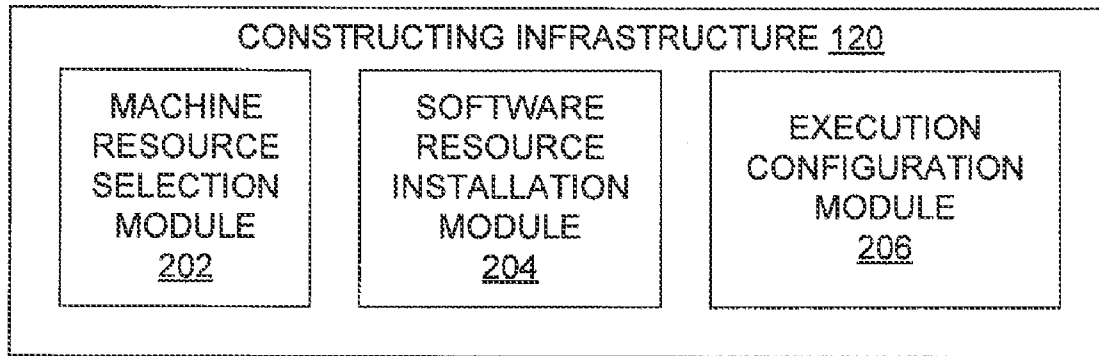 CONSTRUCTING INFRASTRUCTURE 120
MACHINE
RESOURCE
SELECTION
MODULE
202
SOFTWARE
RESOURCE
INSTALLATION
MODULE
204
EXECUTION
CONFIGURATION
MODULE
206